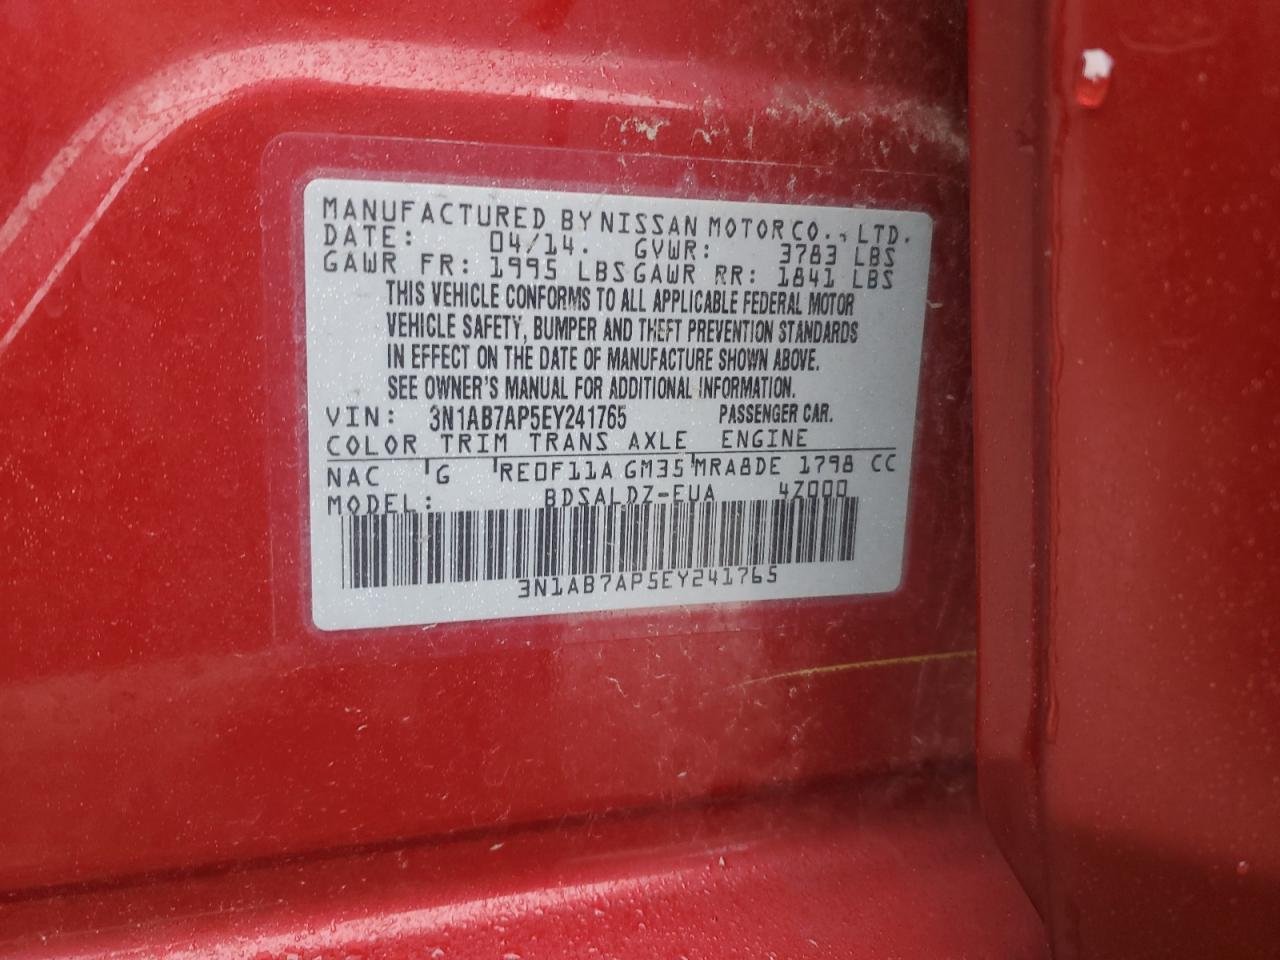 MANUFACTURED BY NISSAN MOTOR CO., LTD.
DATE: 04/14. GVWR: 3783 LBS
GAWR FR: 1995 LBS GAWR RR: 1841 LBS
THIS VEHICLE CONFORMS TO ALL APPLICABLE FEDERAL MOTOR
VEHICLE SAFETY, BUMPER AND THEFT PREVENTION STANDARDS
IN EFFECT ON THE DATE OF MANUFACTURE SHOWN ABOVE.
SEE OWNER'S MANUAL FOR ADDITIONAL INFORMATION.
VIN: 3N1AB7AP5EY241765 PASSENGER CAR.
COLOR TRIM TRANS AXLE ENGINE
NAC G RE0F11A GM35 MRA8DE 1798 CC
MODEL: BDSALDZ-EUA 4Z000
3N1AB7AP5EY241765